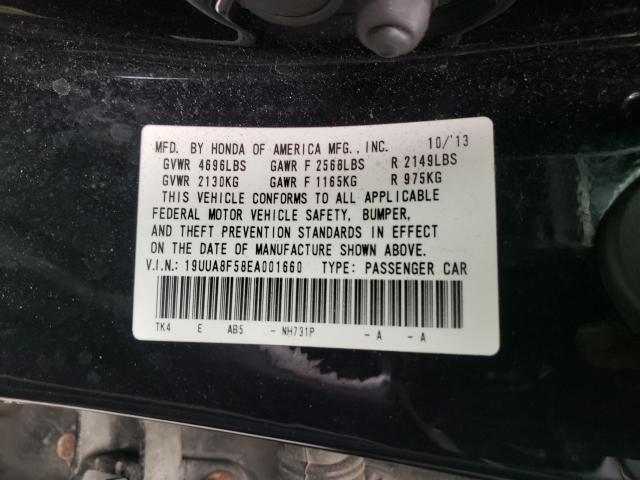 MFD. BY HONDA OF AMERICA MFG., INC. 10/'13
GVWR 4696LBS GAWR F 2568LBS R 2149LBS
GVWR 2130KG GAWR F 1165KG R 975KG
THIS VEHICLE CONFORMS TO ALL APPLICABLE
FEDERAL MOTOR VEHICLE SAFETY, BUMPER,
AND THEFT PREVENTION STANDARDS IN EFFECT
ON THE DATE OF MANUFACTURE SHOWN ABOVE.
V.I.N.: 19UUA8F58EA001660 TYPE: PASSENGER CAR
TK4 E AB5 - NH731P - A - A